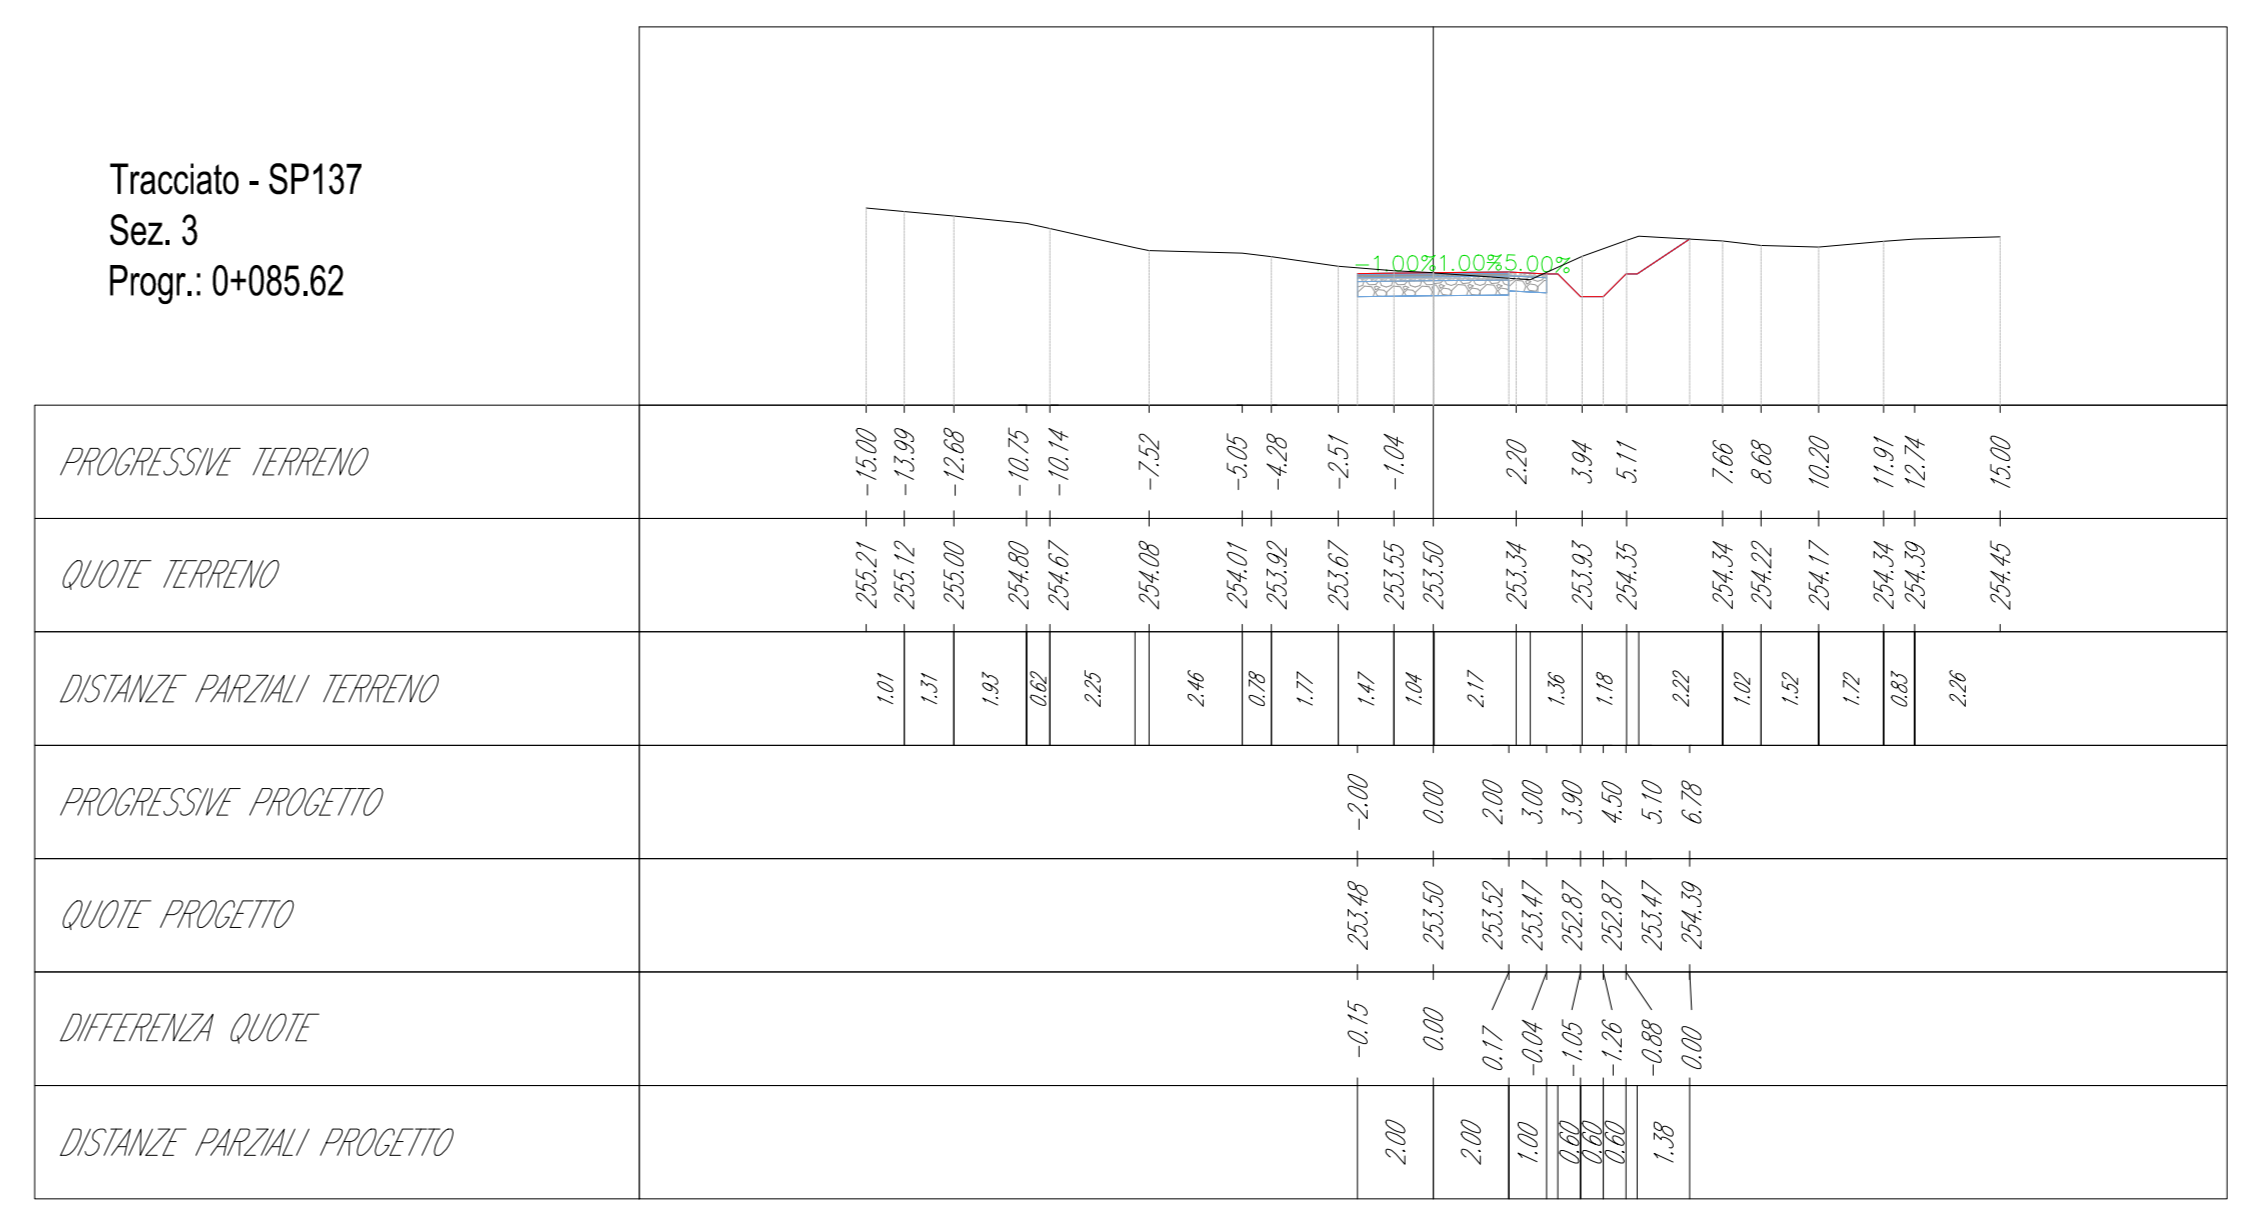 Tracciato - SP137
Sez. 3
Progr.: 0+085.62
-1.00% 1.00% -5.00%
PROGRESSIVE TERRENO -15.00 -13.99 -12.68 -10.75 -10.14 -7.52 -5.05 -4.28 -2.51 -1.04 2.20 3.94 5.11 7.66 8.68 10.20 11.91 12.74 15.00
QUOTE TERRENO 255.21 255.12 255.00 254.80 254.67 254.08 254.01 253.92 253.67 253.55 253.50 253.34 253.93 254.35 254.34 254.22 254.17 254.34 254.39 254.45
DISTANZE PARZIALI TERRENO 1.01 1.31 1.93 0.62 2.25 2.46 0.78 1.77 1.47 1.04 2.17 1.36 1.18 2.22 1.02 1.52 1.72 0.83 2.26
PROGRESSIVE PROGETTO -2.00 0.00 2.00 3.00 3.90 4.50 5.10 6.78
QUOTE PROGETTO 253.48 253.50 253.52 253.47 252.87 252.87 253.47 254.39
DIFFERENZA QUOTE -0.15 0.00 0.17 -0.04 -1.05 -1.26 -0.88 0.00
DISTANZE PARZIALI PROGETTO 2.00 2.00 1.00 0.60 0.60 0.60 1.38